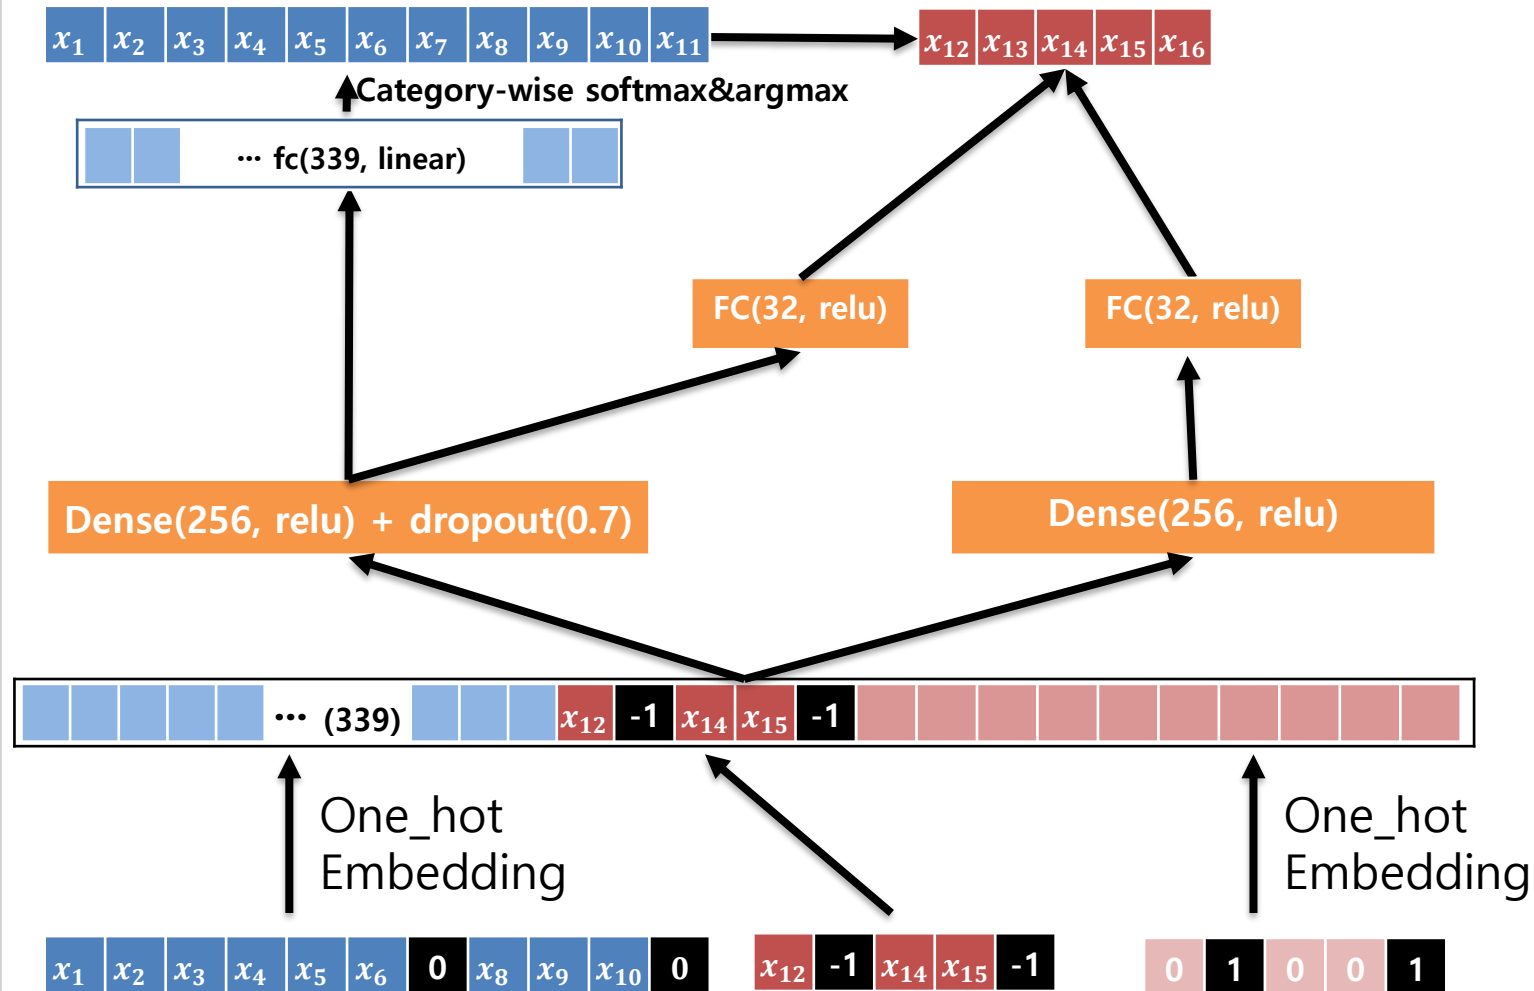 x₁ x₂ x₃ x₄ x₅ x₆ x₇ x₈ x₉ x₁₀ x₁₁
x₁₂ x₁₃ x₁₄ x₁₅ x₁₆
Category-wise softmax&argmax
··· fc(339, linear)
FC(32, relu)
FC(32, relu)
Dense(256, relu) + dropout(0.7)
Dense(256, relu)
··· (339)
x₁₂ -1 x₁₄ x₁₅ -1
One_hot
Embedding
One_hot
Embedding
x₁ x₂ x₃ x₄ x₅ x₆ 0 x₈ x₉ x₁₀ 0
x₁₂ -1 x₁₄ x₁₅ -1
0 1 0 0 1